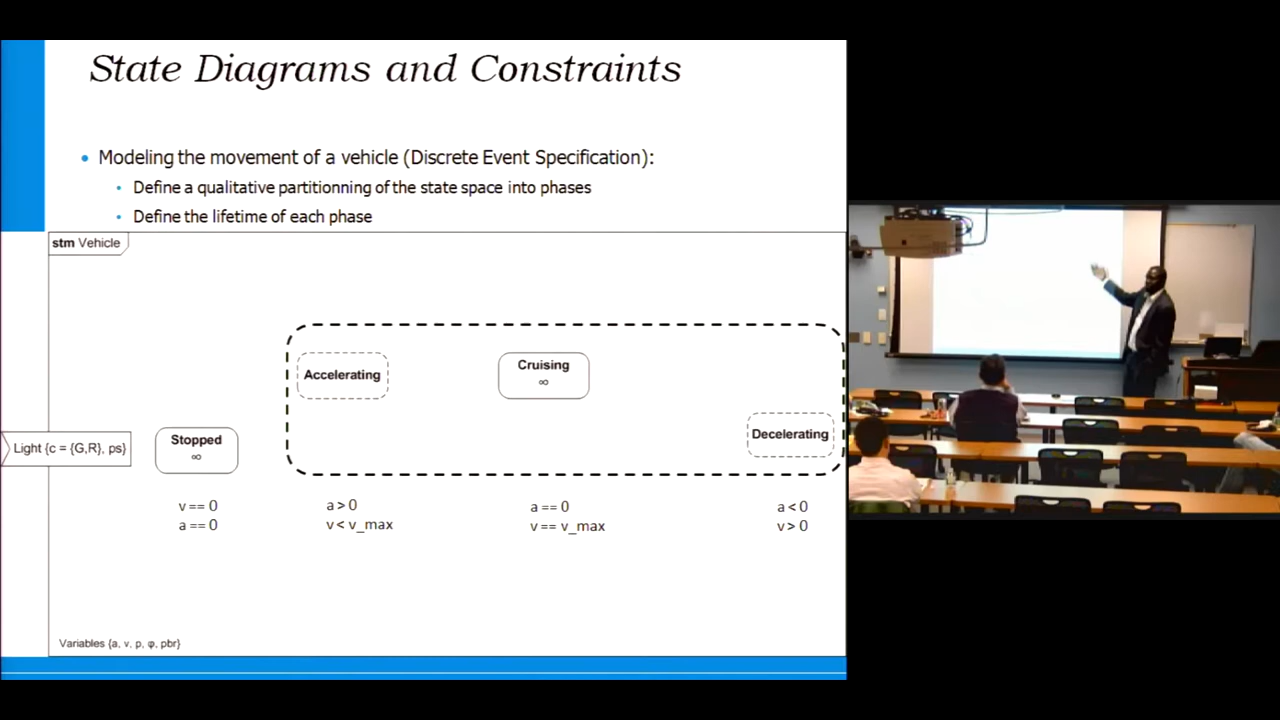 State Diagrams and Constraints
• Modeling the movement of a vehicle (Discrete Event Specification):
• Define a qualitative partitionning of the state space into phases
• Define the lifetime of each phase
stm Vehicle
Accelerating
Cruising
∞
Decelerating
Light {c = {G,R}, ps}
Stopped
∞
v == 0
a == 0
a > 0
v < v_max
a == 0
v == v_max
a < 0
v > 0
Variables {a, v, p, φ, pbr}